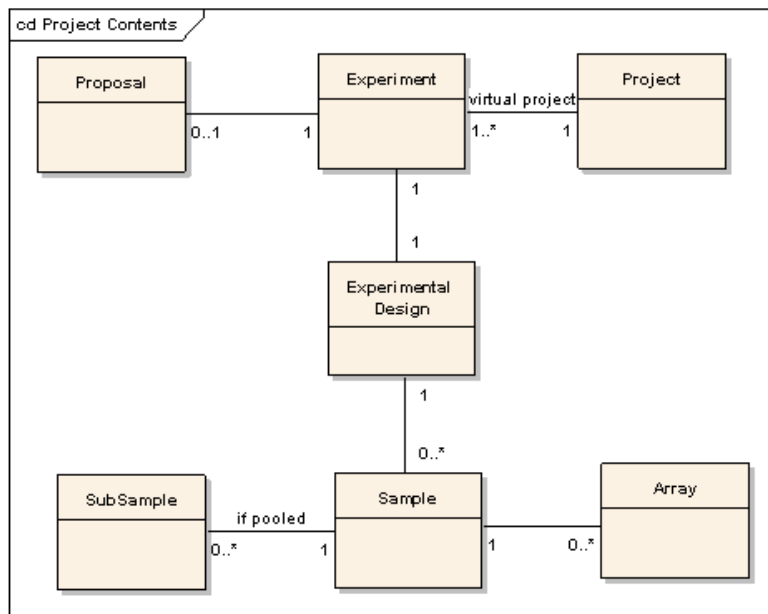 cd Project Contents
Proposal
Experiment
Project
virtual project
0..1
1
1..*
1
1
1
Experimental
Design
1
0..*
SubSample
Sample
Array
if pooled
0..*
1
1
0..*